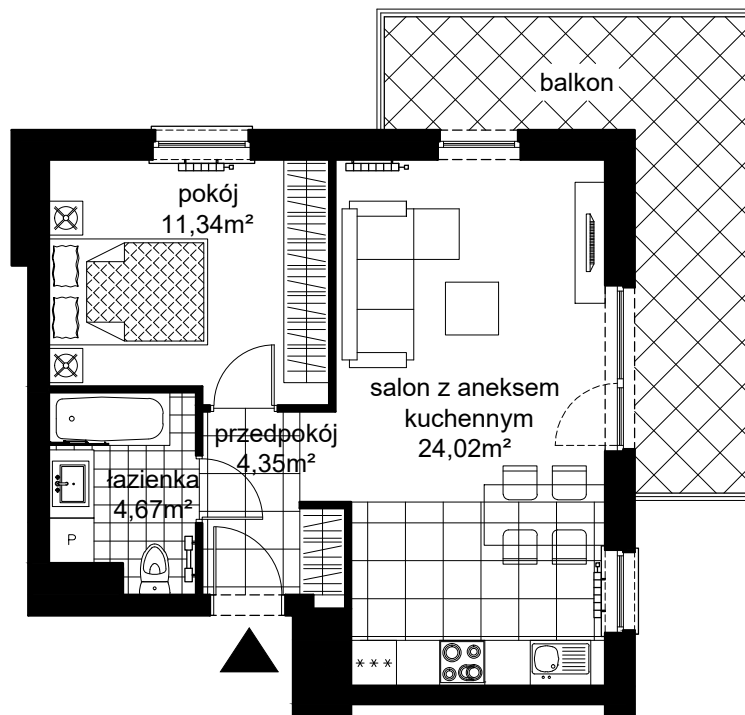 balkon
pokój
11,34m²
salon z aneksem
kuchennym
24,02m²
przedpokój
4,35m²
łazienka
4,67m²
P
***